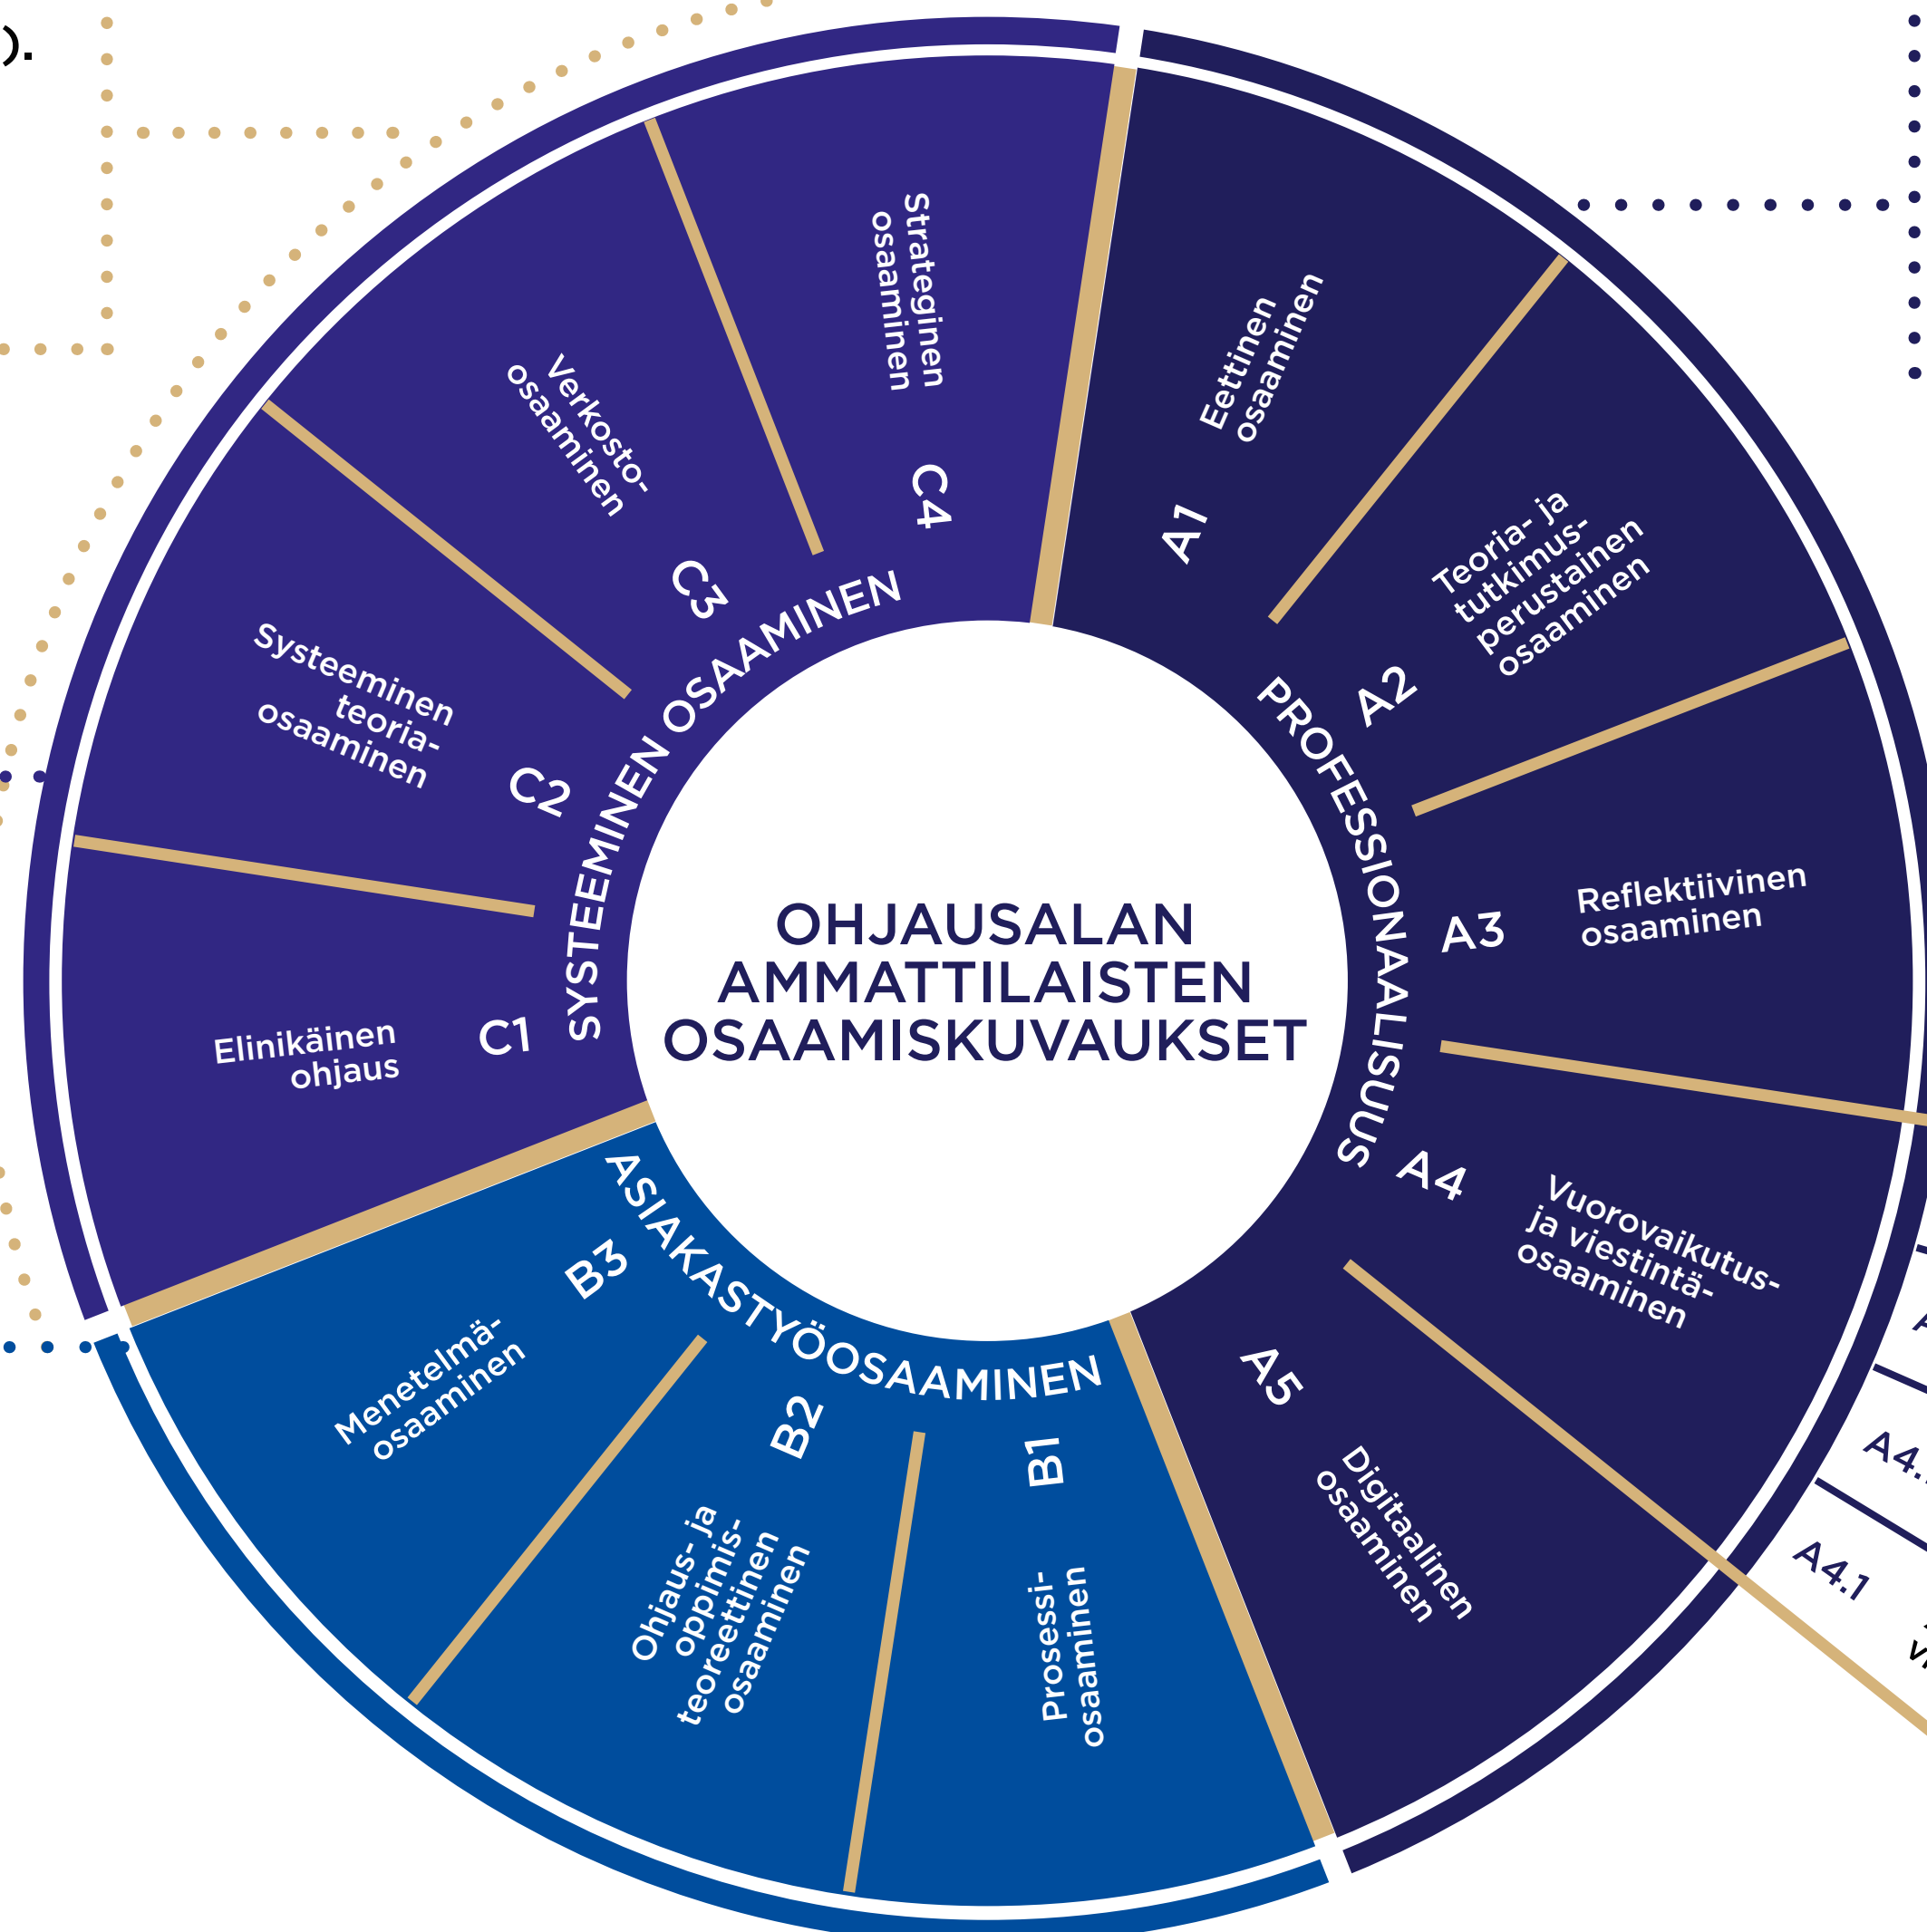 ).
OHJAUSALAN
AMMATTILAISTEN
OSAAMISKUVAUKSET
PROFESSIONAALISUUS
A1
Eettinen
osaaminen
A2
Teoria- ja
tutkimus-
perustainen
osaaminen
A3
Reflektiivinen
osaaminen
A4
Vuorovaikutus-
ja viestintä-
osaaminen
A5
Digitaalinen
osaaminen
ASIAKASTYÖOSAAMINEN
B1
Prosessi-
osaaminen
B2
Ohjaus- ja
oppimis-
teoreettinen
osaaminen
B3
Menetelmä-
osaaminen
SYSTEEMINEN OSAAMINEN
C1
Elinikäinen
ohjaus
C2
Systeeminen
teoria-
osaaminen
C3
Verkosto-
osaaminen
C4
Strateginen
osaaminen
A4.
A4.1